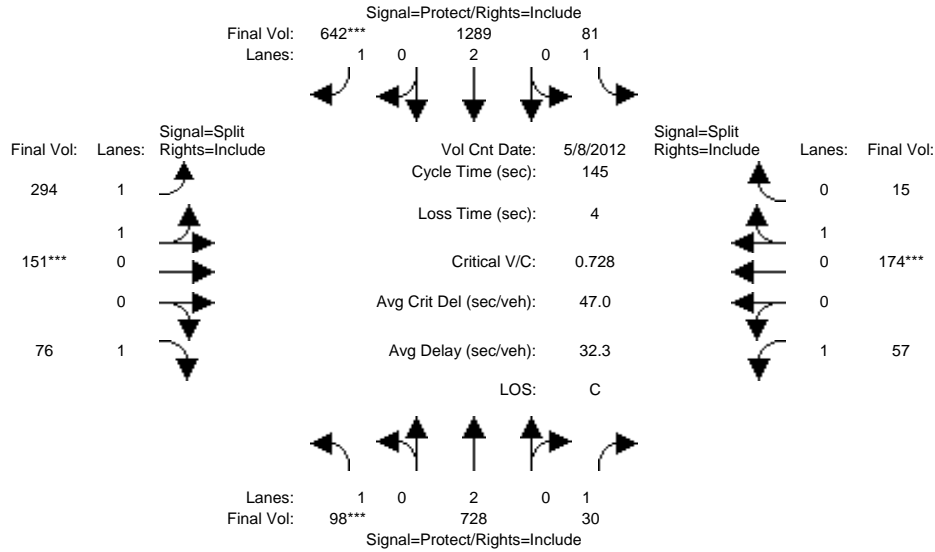 Signal=Protect/Rights=Include
Final Vol: 642*** 1289 81
Lanes: 1 0 2 0 1
Signal=Split
Final Vol: Lanes: Rights=Include
Vol Cnt Date: 5/8/2012
Signal=Split
Rights=Include Lanes: Final Vol:
Cycle Time (sec): 145
294 1 0 15
Loss Time (sec): 4
1 1
151*** 0 Critical V/C: 0.728 0 174***
0 Avg Crit Del (sec/veh): 47.0 0
76 1 Avg Delay (sec/veh): 32.3 1 57
LOS: C
Lanes: 1 0 2 0 1
Final Vol: 98*** 728 30
Signal=Protect/Rights=Include